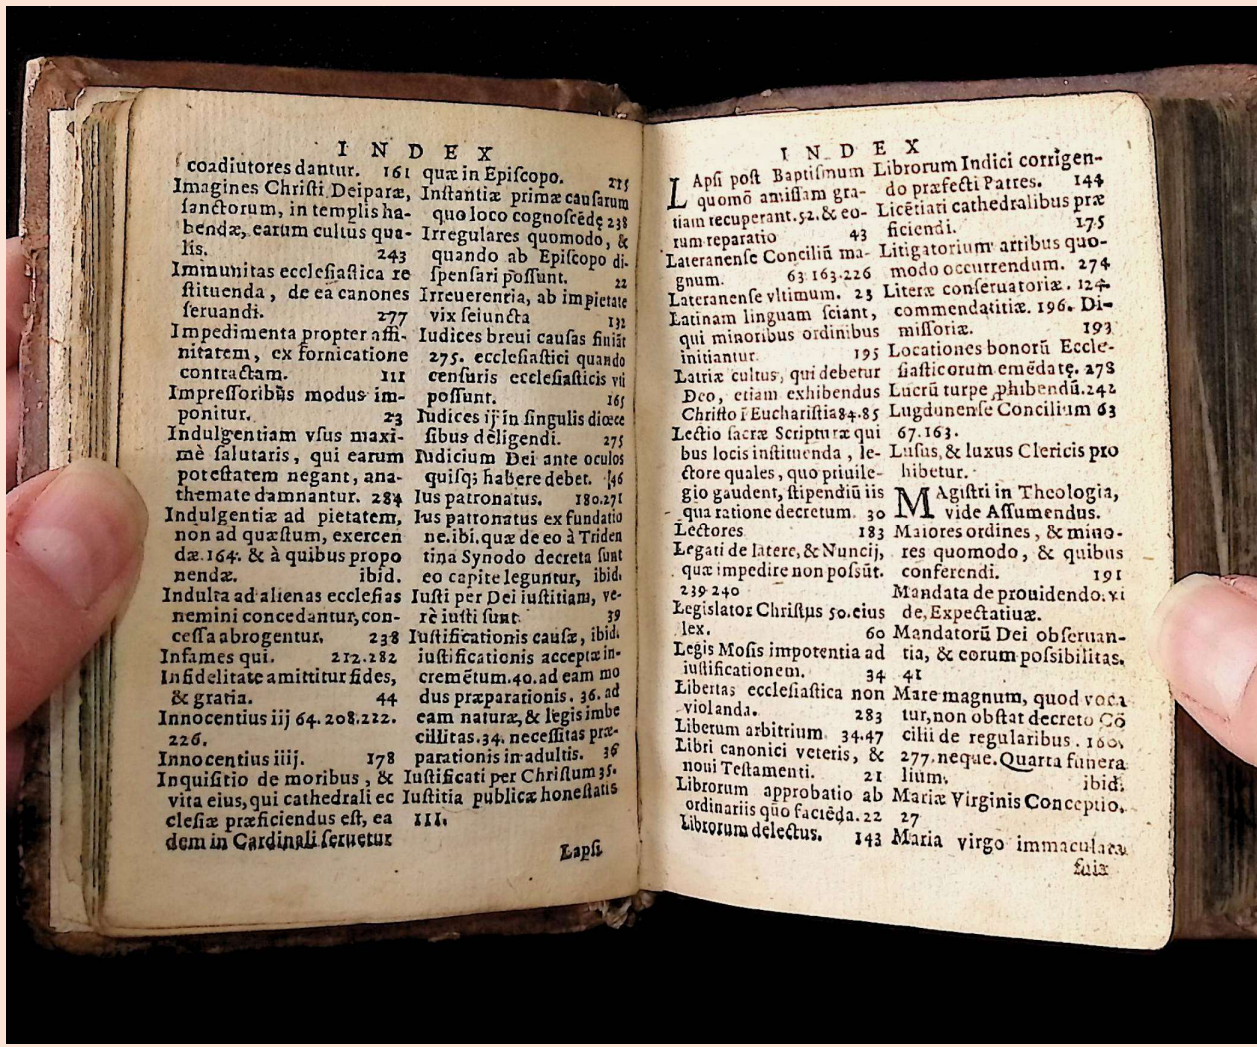 INDEX
coadiutores dantur. 161
Imagines Christi Deiparæ,
sanctorum, in templis ha-
bendæ, earum cultus qua-
lis. 243
Immunitas ecclesiastica re
stituenda, de ea canones
seruandi. 277
Impedimenta propter affi-
nitatem, ex fornicatione
contractam. 111
Impressoribus modus im-
ponitur. 23
Indulgentiam vsus maxi-
mè salutaris, qui earum
potestatem negant, ana-
themate damnantur. 284
Indulgentiæ ad pietatem,
non ad quæstum, exercen
dæ. 164. & à quibus propo
nendæ. ibid.
Indulta ad alienas ecclesias
nemini concedantur, con-
cessa abrogentur. 238
Infames qui. 212.282
Infidelitate amittitur fides,
& gratia. 44
Innocentius iij 64.208.222.
226.
Innocentius iiij. 178
Inquisitio de moribus, &
vita eius, qui cathedrali ec
clesiæ præficiendus est, ea
dem in Cardinali seruetur
quæ in Episcopo. 215
Instantiæ primæ causarum
quo loco cognoscēdę 238
Irregulares quomodo, &
quando ab Episcopo di-
spensari possunt. 22
Irreuerentia, ab impietate
vix seiuncta 132
Iudices breui causas finiāt
275. ecclesiastici quando
censuris ecclesiasticis vti
possunt. 165
Iudices ij in singulis diœce
sibus deligendi. 275
Iudicium Dei ante oculos
quisq; habere debet. 146
Ius patronatus. 180.271
Ius patronatus ex fundatio
ne. ibi, quæ de eo à Triden
tina Synodo decreta sunt
eo capite leguntur, ibid.
Iusti per Dei iustitiam, ve-
rè iusti sunt. 39
Iustificationis causæ, ibid.
iustificationis acceptæ in-
cremētum. 40. ad eam mo
dus præparationis. 36. ad
eam naturæ, & legis imbe
cillitas. 34. necessitas præ-
parationis in adultis. 36
Iustificati per Christum 35.
Iustitia publicæ honestatis
111.
Lapsi
INDEX
LApsi post Baptismum
quomō amissam gra-
tiam recuperant. 52. & eo-
rum reparatio 43
Lateranense Conciliū ma-
gnum. 63.163.226
Lateranense vltimum. 23
Latinam linguam sciant,
qui minoribus ordinibus
initiantur. 195
Latriæ cultus, qui debetur
Deo, etiam exhibendus
Christo ī Eucharistia 84.85
Lectio sacræ Scripturæ qui
bus locis instituenda, le-
ctore quales, quo priuile-
gio gaudent, stipendiū iis
qua ratione decretum. 30
Lectores 183
Legati de latere, & Nuncij,
quæ impedire non possūt.
239.240
Legislator Christus 50. eius
lex. 60
Legis Mosis impotentia ad
iustificationem. 34
Libertas ecclesiastica non
violanda. 283
Liberum arbitrium. 34.47
Libri canonici veteris, &
noui Testamenti. 21
Librorum approbatio ab
ordinariis quo faciēda. 22
Librorum delectus. 143
Librorum Indici corrigen-
do præfecti Patres. 144
Licētiati cathedralibus præ
ficiendi. 175
Litigatorium artibus quo-
modo occurrendum. 274
Literæ conseruatoriæ. 124.
commendatitiæ. 196. Di-
missoriæ. 193
Locationes bonorū Eccle-
siasticorum emēdatę. 278
Lucrū turpe ꝓhibendū. 242
Lugdunense Concilium 63
67.163.
Lusus, & luxus Clericis pro
hibetur.
MAgistri in Theologia,
vide Assumendus.
Maiores ordines, & mino-
res quomodo, & quibus
conferendi. 191
Mandata de prouidendo. vi
de, Expectatiuæ.
Mandatorū Dei obseruan-
tia, & eorum possibilitas.
41
Mare magnum, quod voca
tur, non obstat decreto Cō
cilii de regularibus. 160.
277. neque. Quarta funera
lium. ibid.
Mariæ Virginis Conceptio.
27
Maria virgo immaculata
fuit